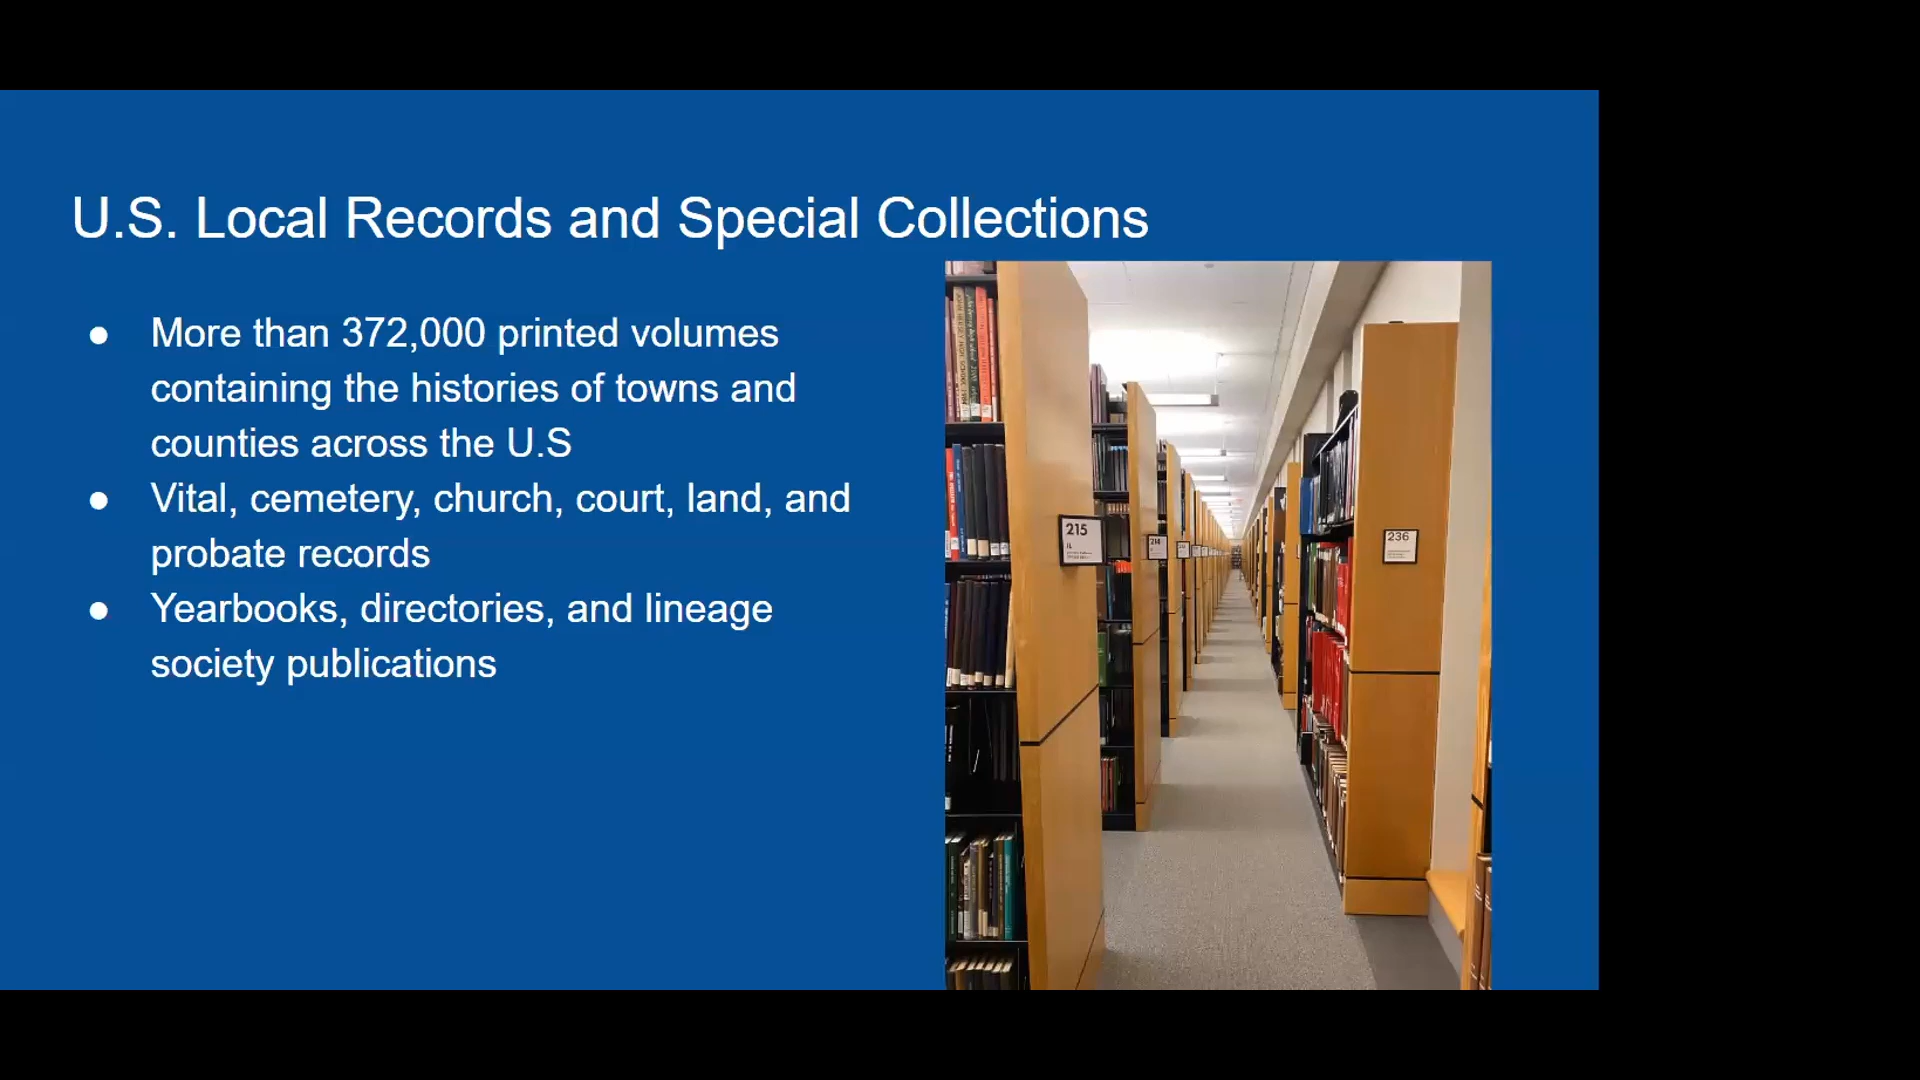 U.S. Local Records and Special Collections
● More than 372,000 printed volumes
containing the histories of towns and
counties across the U.S
● Vital, cemetery, church, court, land, and
probate records
● Yearbooks, directories, and lineage
society publications
215
IL
236